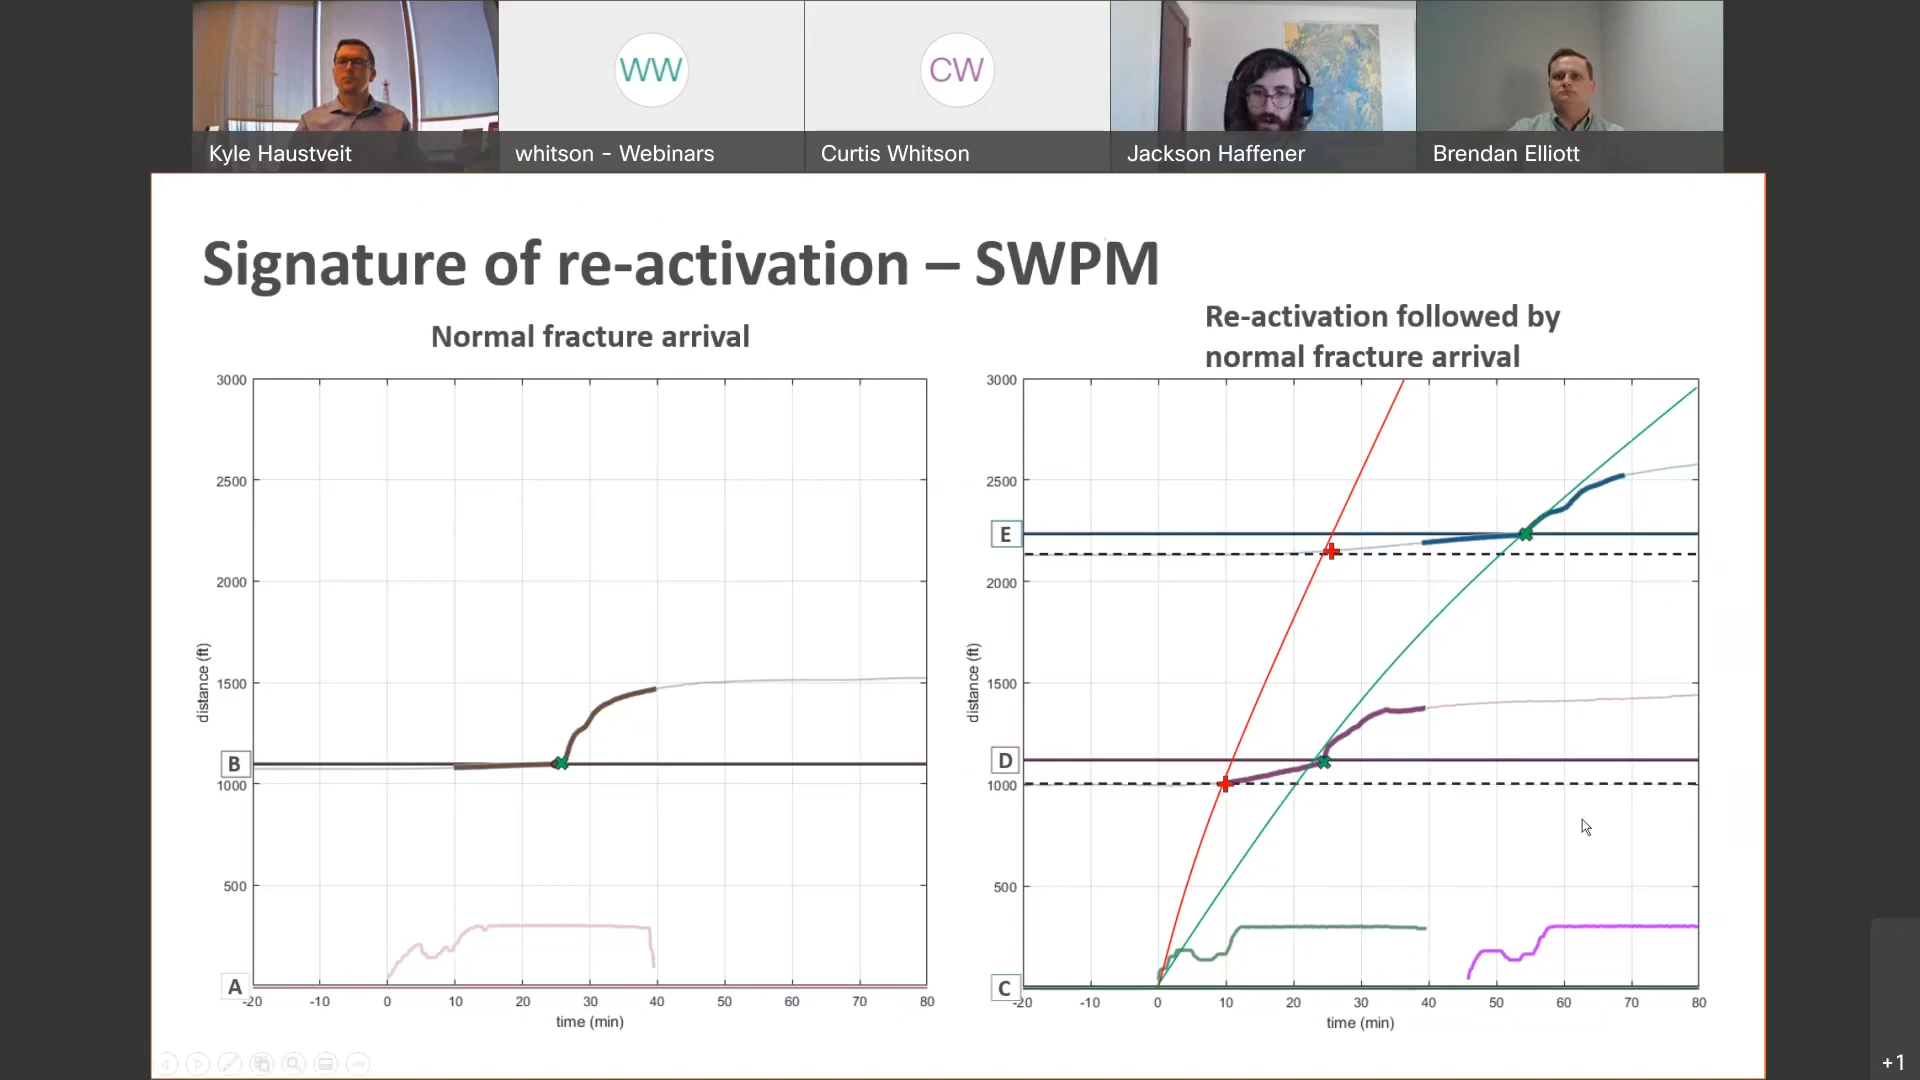 WW
CW
Kyle Haustveit
whitson - Webinars
Curtis Whitson
Jackson Haffener
Brendan Elliott
Signature of re-activation – SWPM
Normal fracture arrival
3000
2500
2000
1500
1000
500
distance (ft)
B
A
-20 -10 0 10 20 30 40 50 60 70 80
time (min)
Re-activation followed by
normal fracture arrival
3000
2500
2000
1500
1000
500
distance (ft)
E
D
C
-20 -10 0 10 20 30 40 50 60 70 80
time (min)
+1